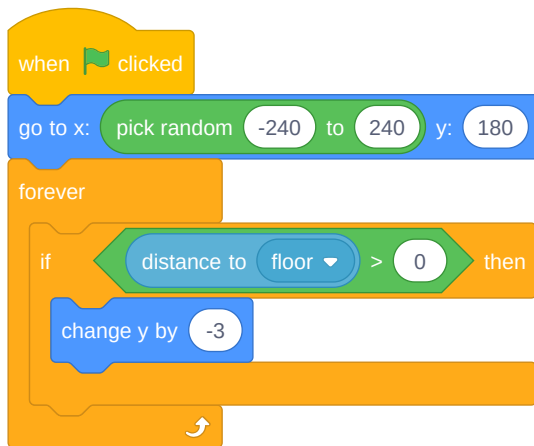 when clicked
go to x: pick random -240 to 240 y: 180
forever
if distance to floor > 0 then
change y by -3